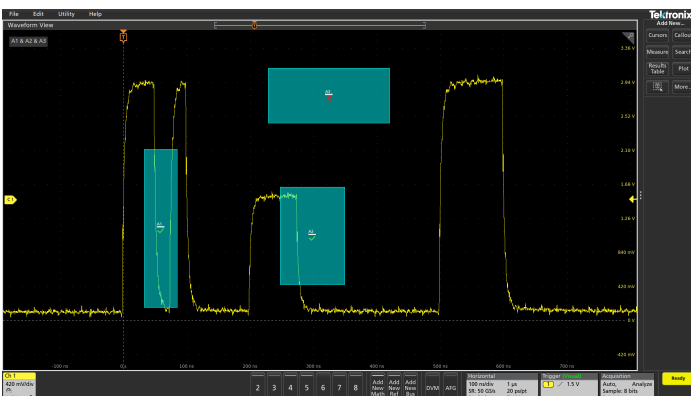 File Edit Utility Help
Tektronix
Waveform View
Add New...
A1 & A2 & A3
T
Cursors
Measure Search
Results Table Plot
More...
3.36 V
2.94 V
2.52 V
2.10 V
1.68 V
1.26 V
840 mV
420 mV
0 V
-420 mV
C1
A3
A1
A2
-100 ns 0 s 100 ns 200 ns 300 ns 400 ns 500 ns 600 ns 700 ns
Ch 1
420 mV/div
2 3 4 5 6 7 8
Add New Math
Add New Ref
Add New Bus
DVM AFG
Horizontal
100 ns/div 1 µs
SR: 50 GS/s 20 ps/pt
Trigger (Visual)
1 1.5 V
Acquisition
Auto, Analyze
Sample: 8 bits
Ready